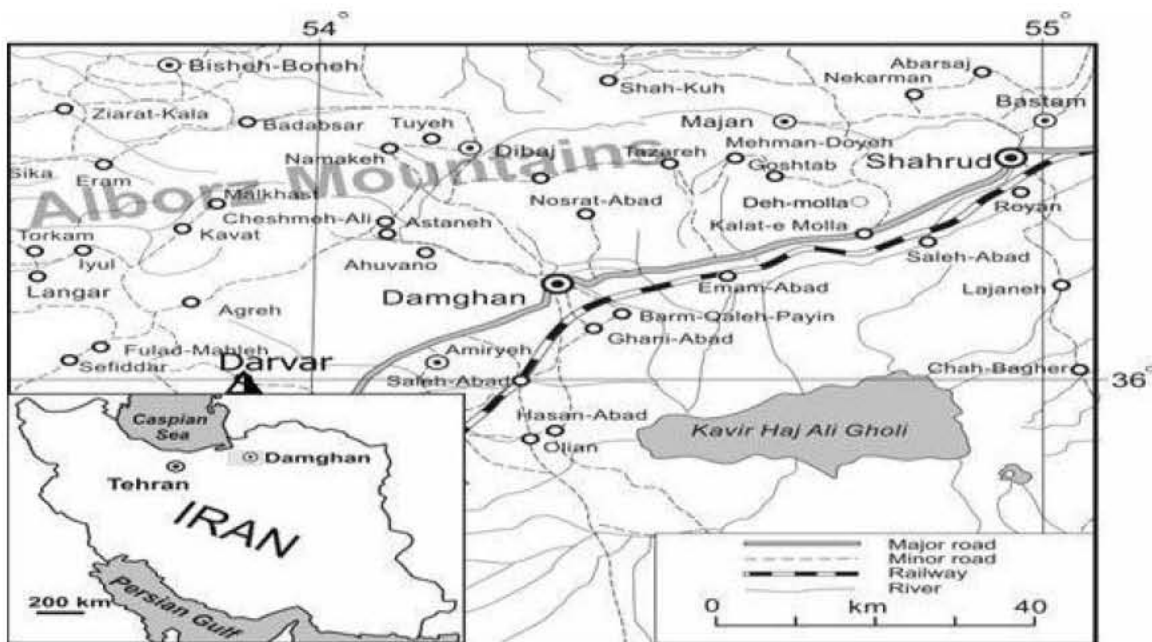 54°
55°
Bisheh-Boneh
Abarsaj
Nekarman
Shah-Kuh
Ziarat-Kala
Bastam
Badabsar
Tuyeh
Majan
Mehman-Doyeh
Namakeh
Dibaj
Tazareh
Goshtab
Shahrud
Sika
Eram
Alborz Mountains
Malkhast
Nosrat-Abad
Deh-molla
Royan
Cheshmeh-Ali
Astaneh
Kalat-e Molla
Kavat
Torkam
Iyul
Ahuvano
Saleh-Abad
Langar
Damghan
Emam-Abad
Lajaneh
Agreh
Barm-Qaleh-Payin
Ghani-Abad
Fulad-Mahleh
Sefiddar
Darvar
Amiryeh
Saleh-Abad
Chah-Bagher
36°
Hasan-Abad
Olian
Kavir Haj Ali Gholi
Caspian
Sea
Damghan
Tehran
IRAN
Persian Gulf
200 km
Major road
Minor road
Railway
River
0 km 40